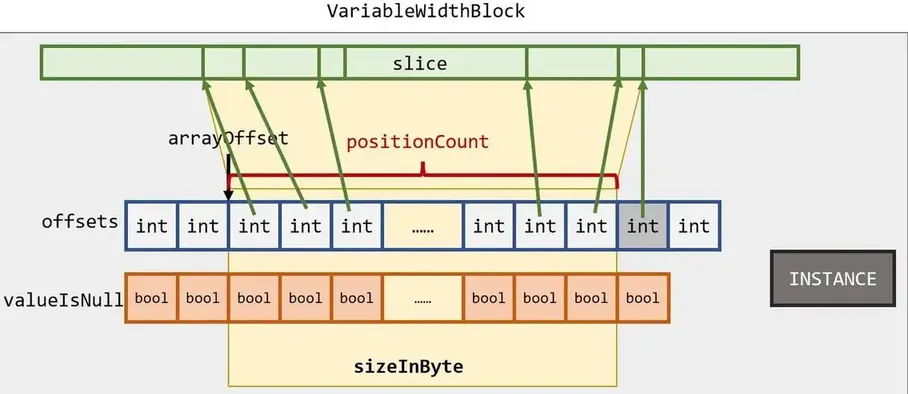 VariableWidthBlock
slice
arrayOffset
positionCount
offsets int int int int int …… int int int int int
INSTANCE
valueIsNull bool bool bool bool bool …… bool bool bool bool
sizeInByte